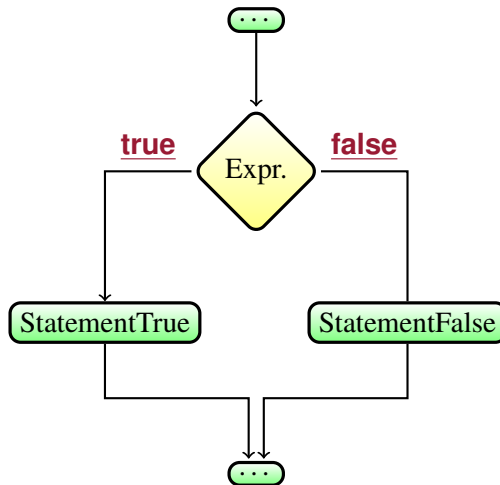 ...
true false
Expr.
StatementTrue StatementFalse
...